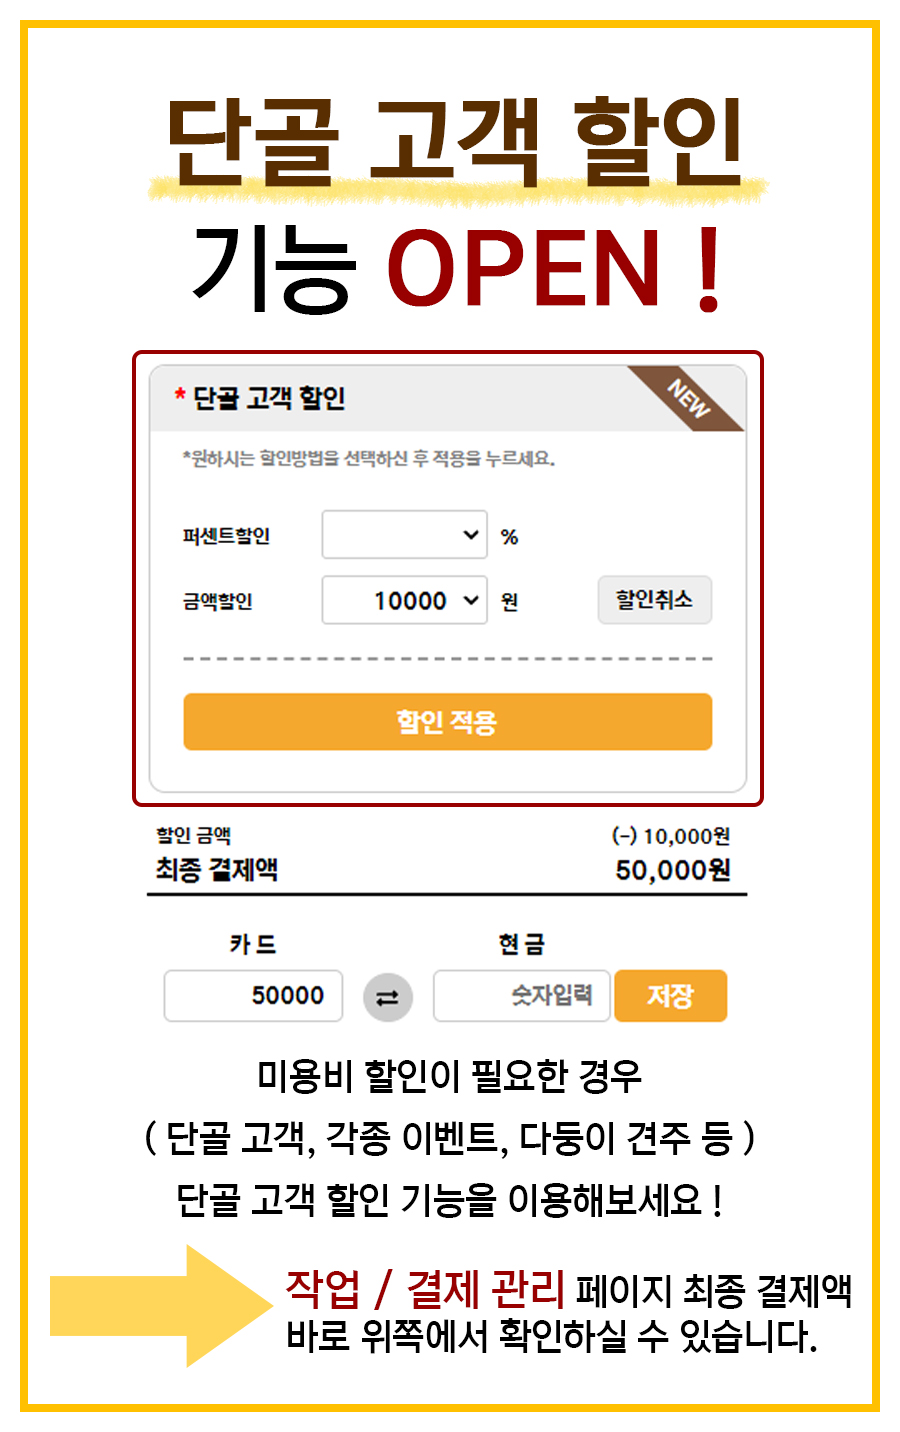 단골 고객 할인
기능 OPEN !
* 단골 고객 할인
NEW
*원하시는 할인방법을 선택하신 후 적용을 누르세요.
퍼센트할인 %
금액할인 10000 원 할인취소
할인 적용
할인 금액 (-) 10,000원
최종 결제액 50,000원
카 드 현 금
50000 숫자입력 저장
미용비 할인이 필요한 경우
( 단골 고객, 각종 이벤트, 다둥이 견주 등 )
단골 고객 할인 기능을 이용해보세요 !
작업 / 결제 관리 페이지 최종 결제액
바로 위쪽에서 확인하실 수 있습니다.